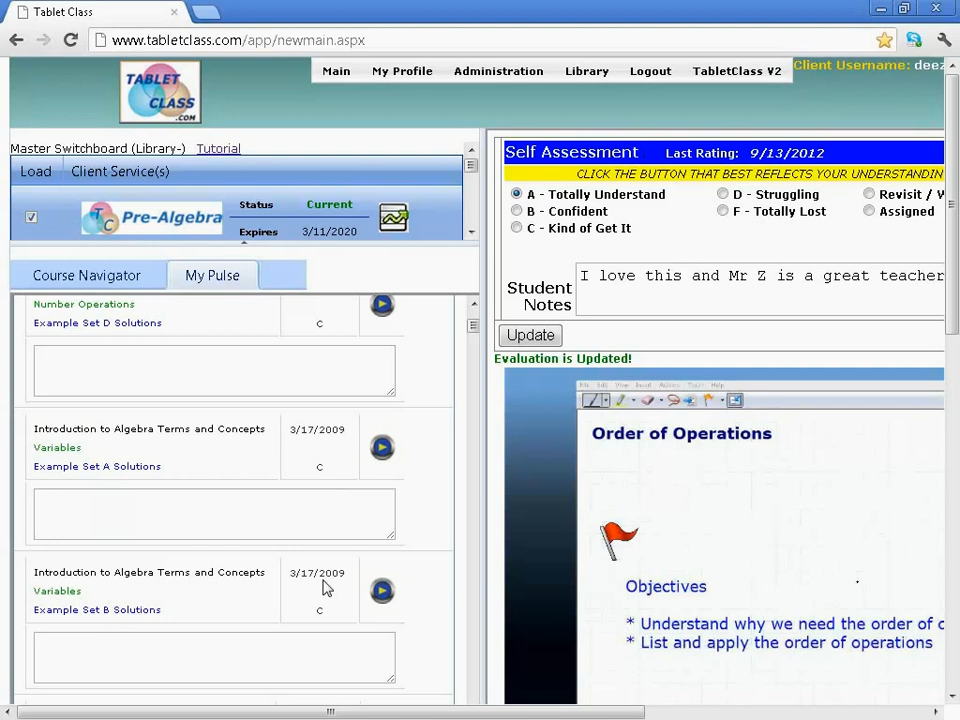 Tablet Class
www.tabletclass.com/app/newmain.aspx
TABLET
CLASS
.COM
Main My Profile Administration Library Logout TabletClass V2
Client Username: deez
Master Switchboard (Library-) Tutorial
Load Client Service(s)
TC Pre-Algebra
Status Current
Expires 3/11/2020
Course Navigator My Pulse
Number Operations
Example Set D Solutions C
Introduction to Algebra Terms and Concepts 3/17/2009
Variables
Example Set A Solutions C
Introduction to Algebra Terms and Concepts 3/17/2009
Variables
Example Set B Solutions C
Self Assessment Last Rating: 9/13/2012
CLICK THE BUTTON THAT BEST REFLECTS YOUR UNDERSTANDIN
A - Totally Understand D - Struggling Revisit / W
B - Confident F - Totally Lost Assigned
C - Kind of Get It
Student Notes
I love this and Mr Z is a great teacher
Update
Evaluation is Updated!
Order of Operations
Objectives
* Understand why we need the order of o
* List and apply the order of operations